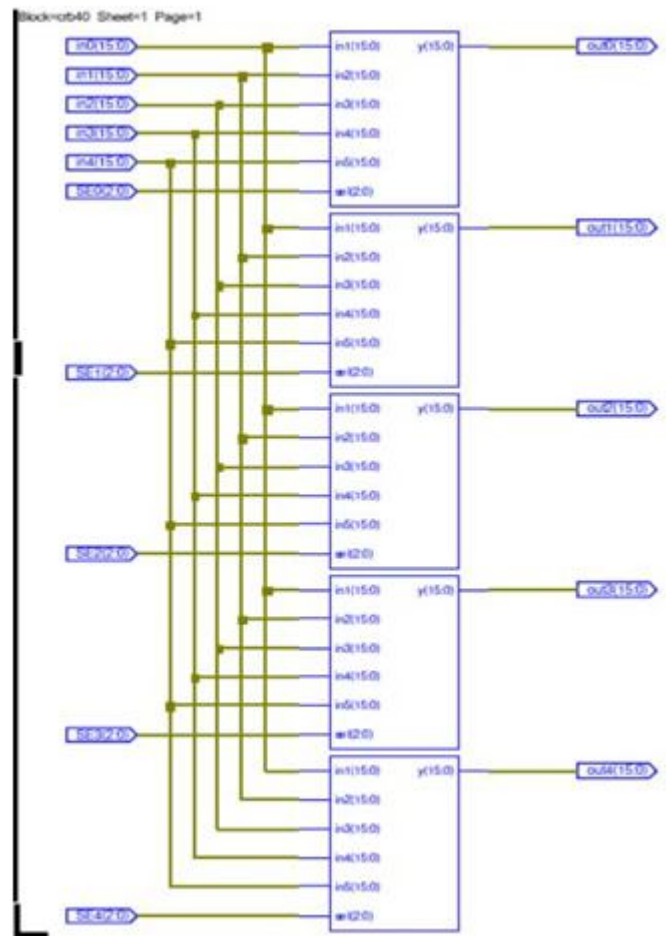 Block=crb40 Sheet=1 Page=1
in0(15:0) in1(15:0) y(15:0) out0(15:0)
in1(15:0) in2(15:0)
in2(15:0) in3(15:0)
in3(15:0) in4(15:0)
in4(15:0) in5(15:0)
SE0(2:0) sel(2:0)
in1(15:0) y(15:0) out1(15:0)
in2(15:0)
in3(15:0)
in4(15:0)
in5(15:0)
SE1(2:0) sel(2:0)
in1(15:0) y(15:0) out2(15:0)
in2(15:0)
in3(15:0)
in4(15:0)
in5(15:0)
SE2(2:0) sel(2:0)
in1(15:0) y(15:0) out3(15:0)
in2(15:0)
in3(15:0)
in4(15:0)
in5(15:0)
SE3(2:0) sel(2:0)
in1(15:0) y(15:0) out4(15:0)
in2(15:0)
in3(15:0)
in4(15:0)
in5(15:0)
SE4(2:0) sel(2:0)